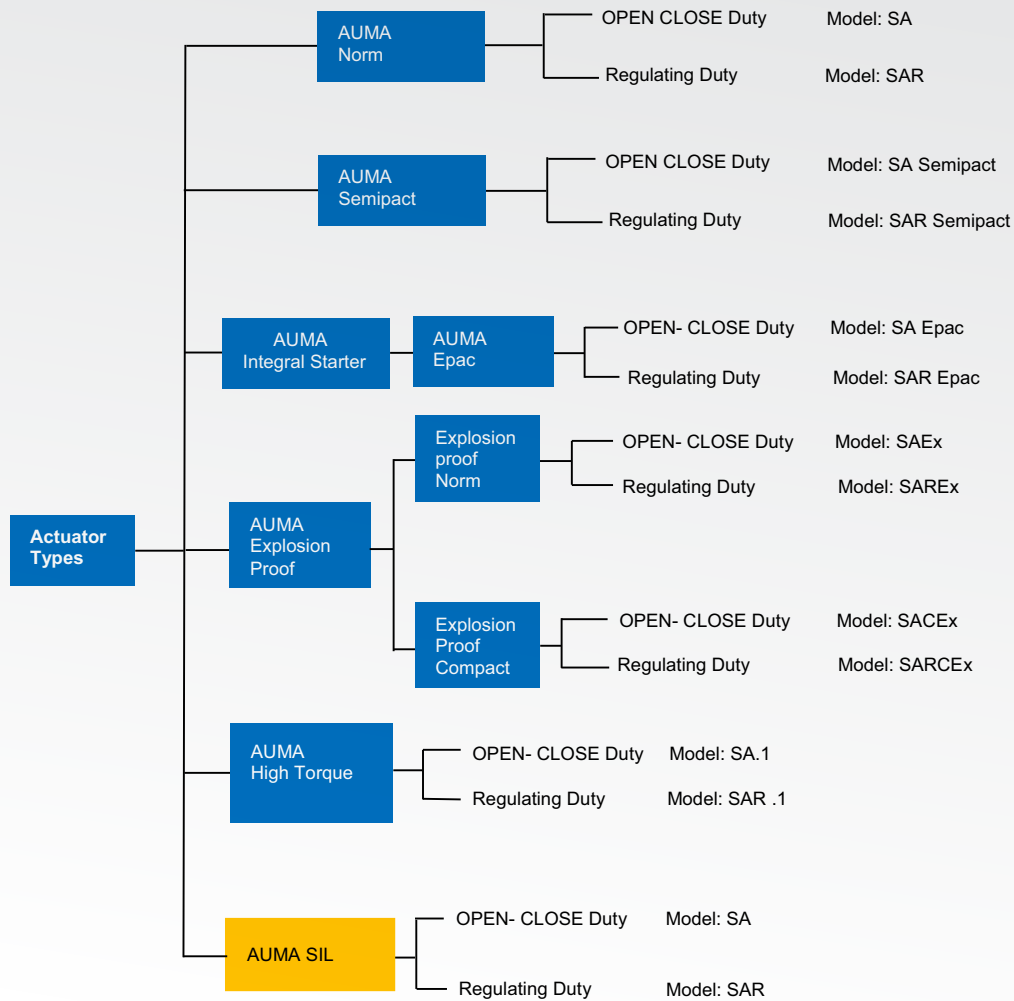 AUMA
Norm
OPEN CLOSE Duty Model: SA
Regulating Duty Model: SAR
AUMA
Semipact
OPEN CLOSE Duty Model: SA Semipact
Regulating Duty Model: SAR Semipact
AUMA
Integral Starter
AUMA
Epac
OPEN- CLOSE Duty Model: SA Epac
Regulating Duty Model: SAR Epac
Actuator
Types
AUMA
Explosion
Proof
Explosion
proof
Norm
OPEN- CLOSE Duty Model: SAEx
Regulating Duty Model: SAREx
Explosion
Proof
Compact
OPEN- CLOSE Duty Model: SACEx
Regulating Duty Model: SARCEx
AUMA
High Torque
OPEN- CLOSE Duty Model: SA.1
Regulating Duty Model: SAR .1
AUMA SIL
OPEN- CLOSE Duty Model: SA
Regulating Duty Model: SAR